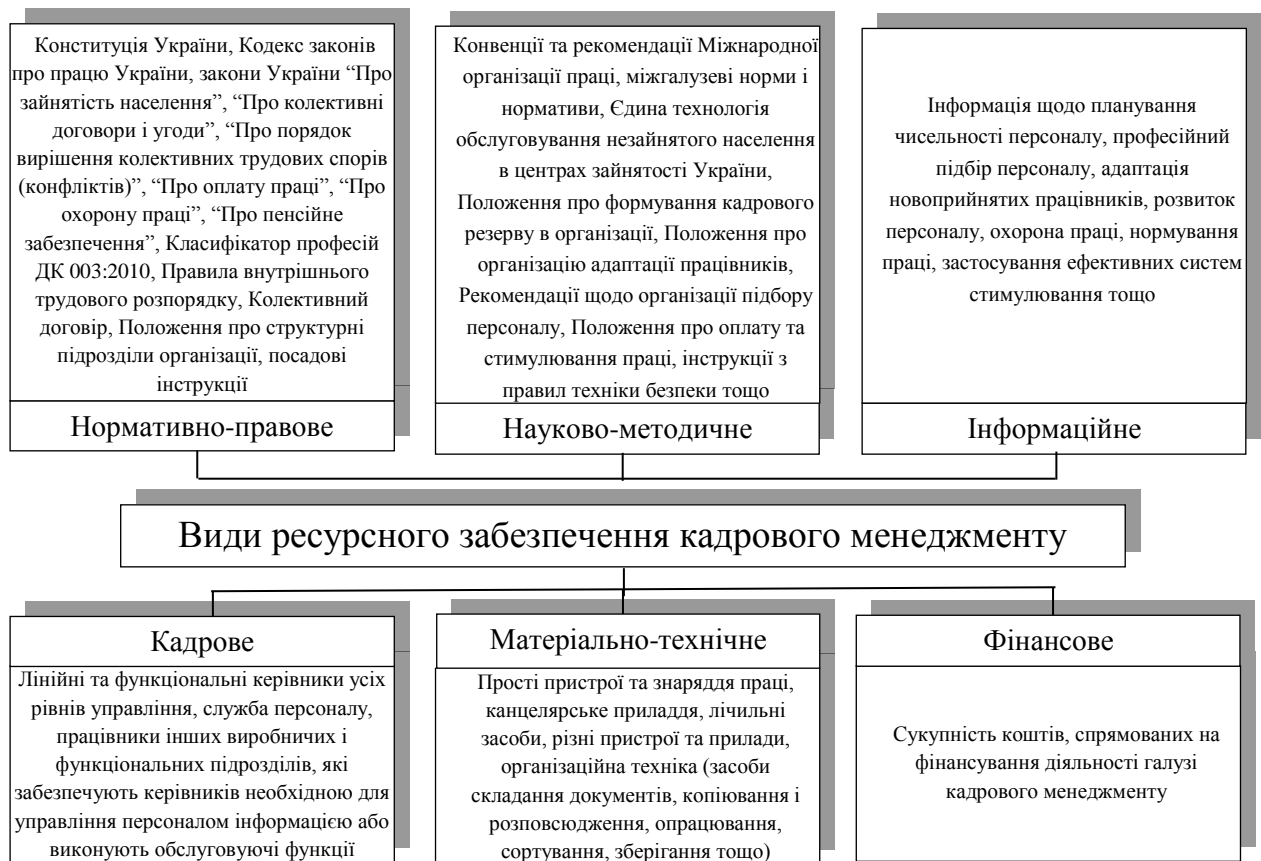 Конституція України, Кодекс законів
про працю України, закони України “Про
зайнятість населення”, “Про колективні
договори і угоди”, “Про порядок
вирішення колективних трудових спорів
(конфліктів)”, “Про оплату праці”, “Про
охорону праці”, “Про пенсійне
забезпечення”, Класифікатор професій
ДК 003:2010, Правила внутрішнього
трудового розпорядку, Колективний
договір, Положення про структурні
підрозділи організації, посадові
інструкції
Нормативно-правове
Конвенції та рекомендації Міжнародної
організації праці, міжгалузеві норми і
нормативи, Єдина технологія
обслуговування незайнятого населення
в центрах зайнятості України,
Положення про формування кадрового
резерву в організації, Положення про
організацію адаптації працівників,
Рекомендації щодо організації підбору
персоналу, Положення про оплату та
стимулювання праці, інструкції з
правил техніки безпеки тощо
Науково-методичне
Інформація щодо планування
чисельності персоналу, професійний
підбір персоналу, адаптація
новоприйнятих працівників, розвиток
персоналу, охорона праці, нормування
праці, застосування ефективних систем
стимулювання тощо
Інформаційне
Види ресурсного забезпечення кадрового менеджменту
Кадрове
Лінійні та функціональні керівники усіх
рівнів управління, служба персоналу,
працівники інших виробничих і
функціональних підрозділів, які
забезпечують керівників необхідною для
управління персоналом інформацією або
виконують обслуговуючі функції
Матеріально-технічне
Прості пристрої та знаряддя праці,
канцелярське приладдя, лічильні
засоби, різні пристрої та прилади,
організаційна техніка (засоби
складання документів, копіювання і
розповсюдження, опрацювання,
сортування, зберігання тощо)
Фінансове
Сукупність коштів, спрямованих на
фінансування діяльності галузі
кадрового менеджменту